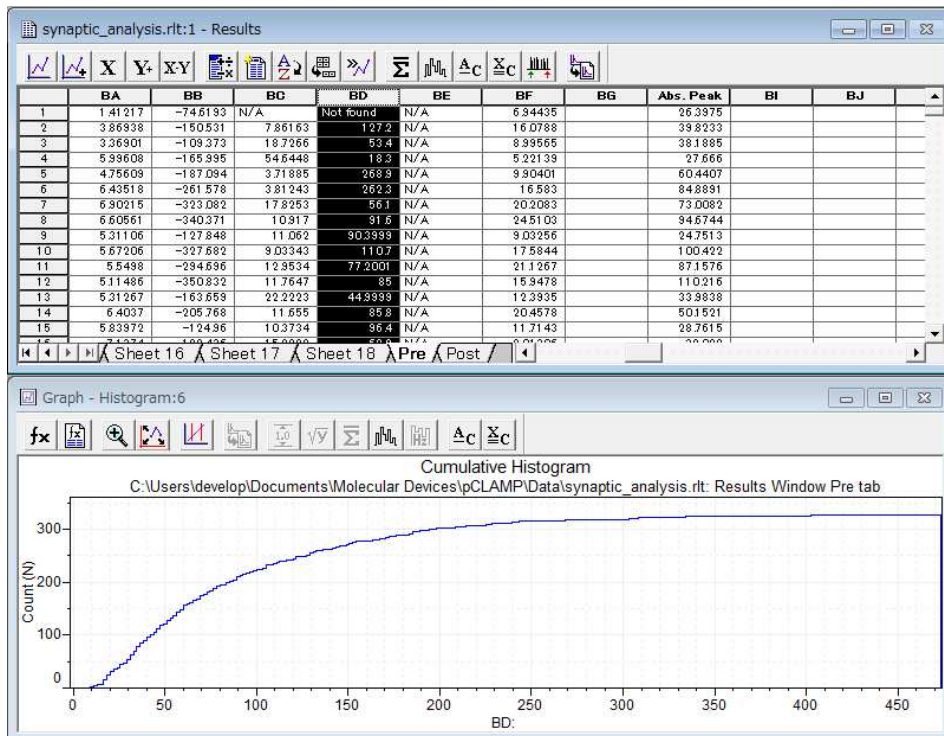 synaptic_analysis.rlt:1 - Results
X Y+ X-Y A Z Σ A C X C
BA BB BC BD BE BF BG Abs. Peak BI BJ
1 1.41217 -74.6193 N/A Not found N/A 6.94435 26.3975
2 3.86938 -150.531 7.86163 127.2 N/A 16.0788 39.8233
3 3.36901 -109.373 18.7266 53.4 N/A 8.99565 38.1885
4 5.99608 -165.995 54.6448 18.3 N/A 5.22139 27.666
5 4.75609 -187.094 3.71885 268.9 N/A 9.90401 60.4407
6 6.43518 -261.578 3.81243 262.3 N/A 16.583 84.8891
7 6.90215 -323.082 17.8253 56.1 N/A 20.2083 73.0082
8 6.60561 -340.371 10.917 91.6 N/A 24.5103 94.6744
9 5.31106 -127.848 11.062 90.3999 N/A 9.03256 24.7513
10 5.67206 -327.682 9.03343 110.7 N/A 17.5844 100.422
11 5.5498 -294.696 12.9534 77.2001 N/A 21.1267 87.1576
12 5.11486 -350.832 11.7647 85 N/A 15.9478 110.216
13 5.31267 -163.659 22.2223 44.9999 N/A 12.3935 33.9838
14 6.4037 -205.768 11.655 85.8 N/A 20.4578 50.1521
15 5.83972 -124.96 10.3734 96.4 N/A 11.7143 28.7615
Sheet 16 Sheet 17 Sheet 18 Pre Post
Graph - Histogram:6
fx fx 1,0 √y Σ Hz A C X C
Cumulative Histogram
C:\Users\develop\Documents\Molecular Devices\pCLAMP\Data\synaptic_analysis.rlt: Results Window Pre tab
Count (N)
300
200
100
0
0 50 100 150 200 250 300 350 400 450
BD: